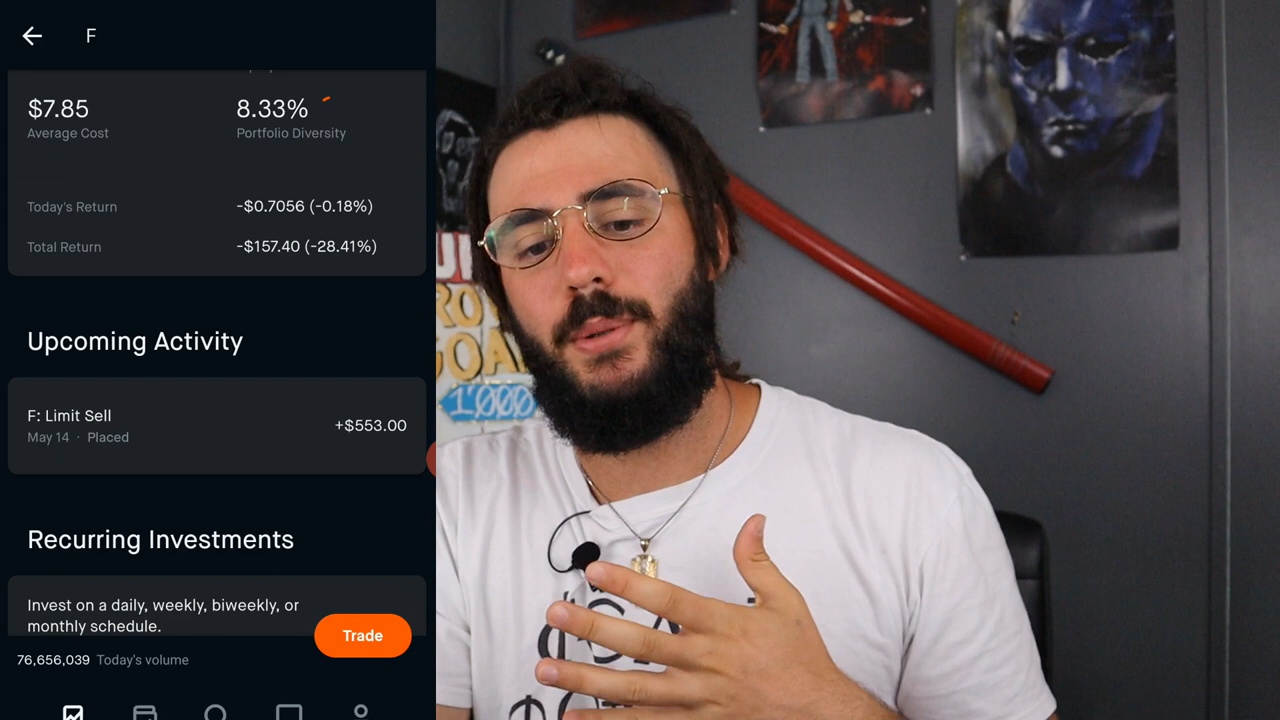 F
$7.85
8.33%
Average Cost
Portfolio Diversity
Today's Return
-$0.7056 (-0.18%)
Total Return
-$157.40 (-28.41%)
Upcoming Activity
F: Limit Sell
+$553.00
May 14 · Placed
Recurring Investments
Invest on a daily, weekly, biweekly, or
monthly schedule.
Trade
76,656,039 Today's volume
1'000